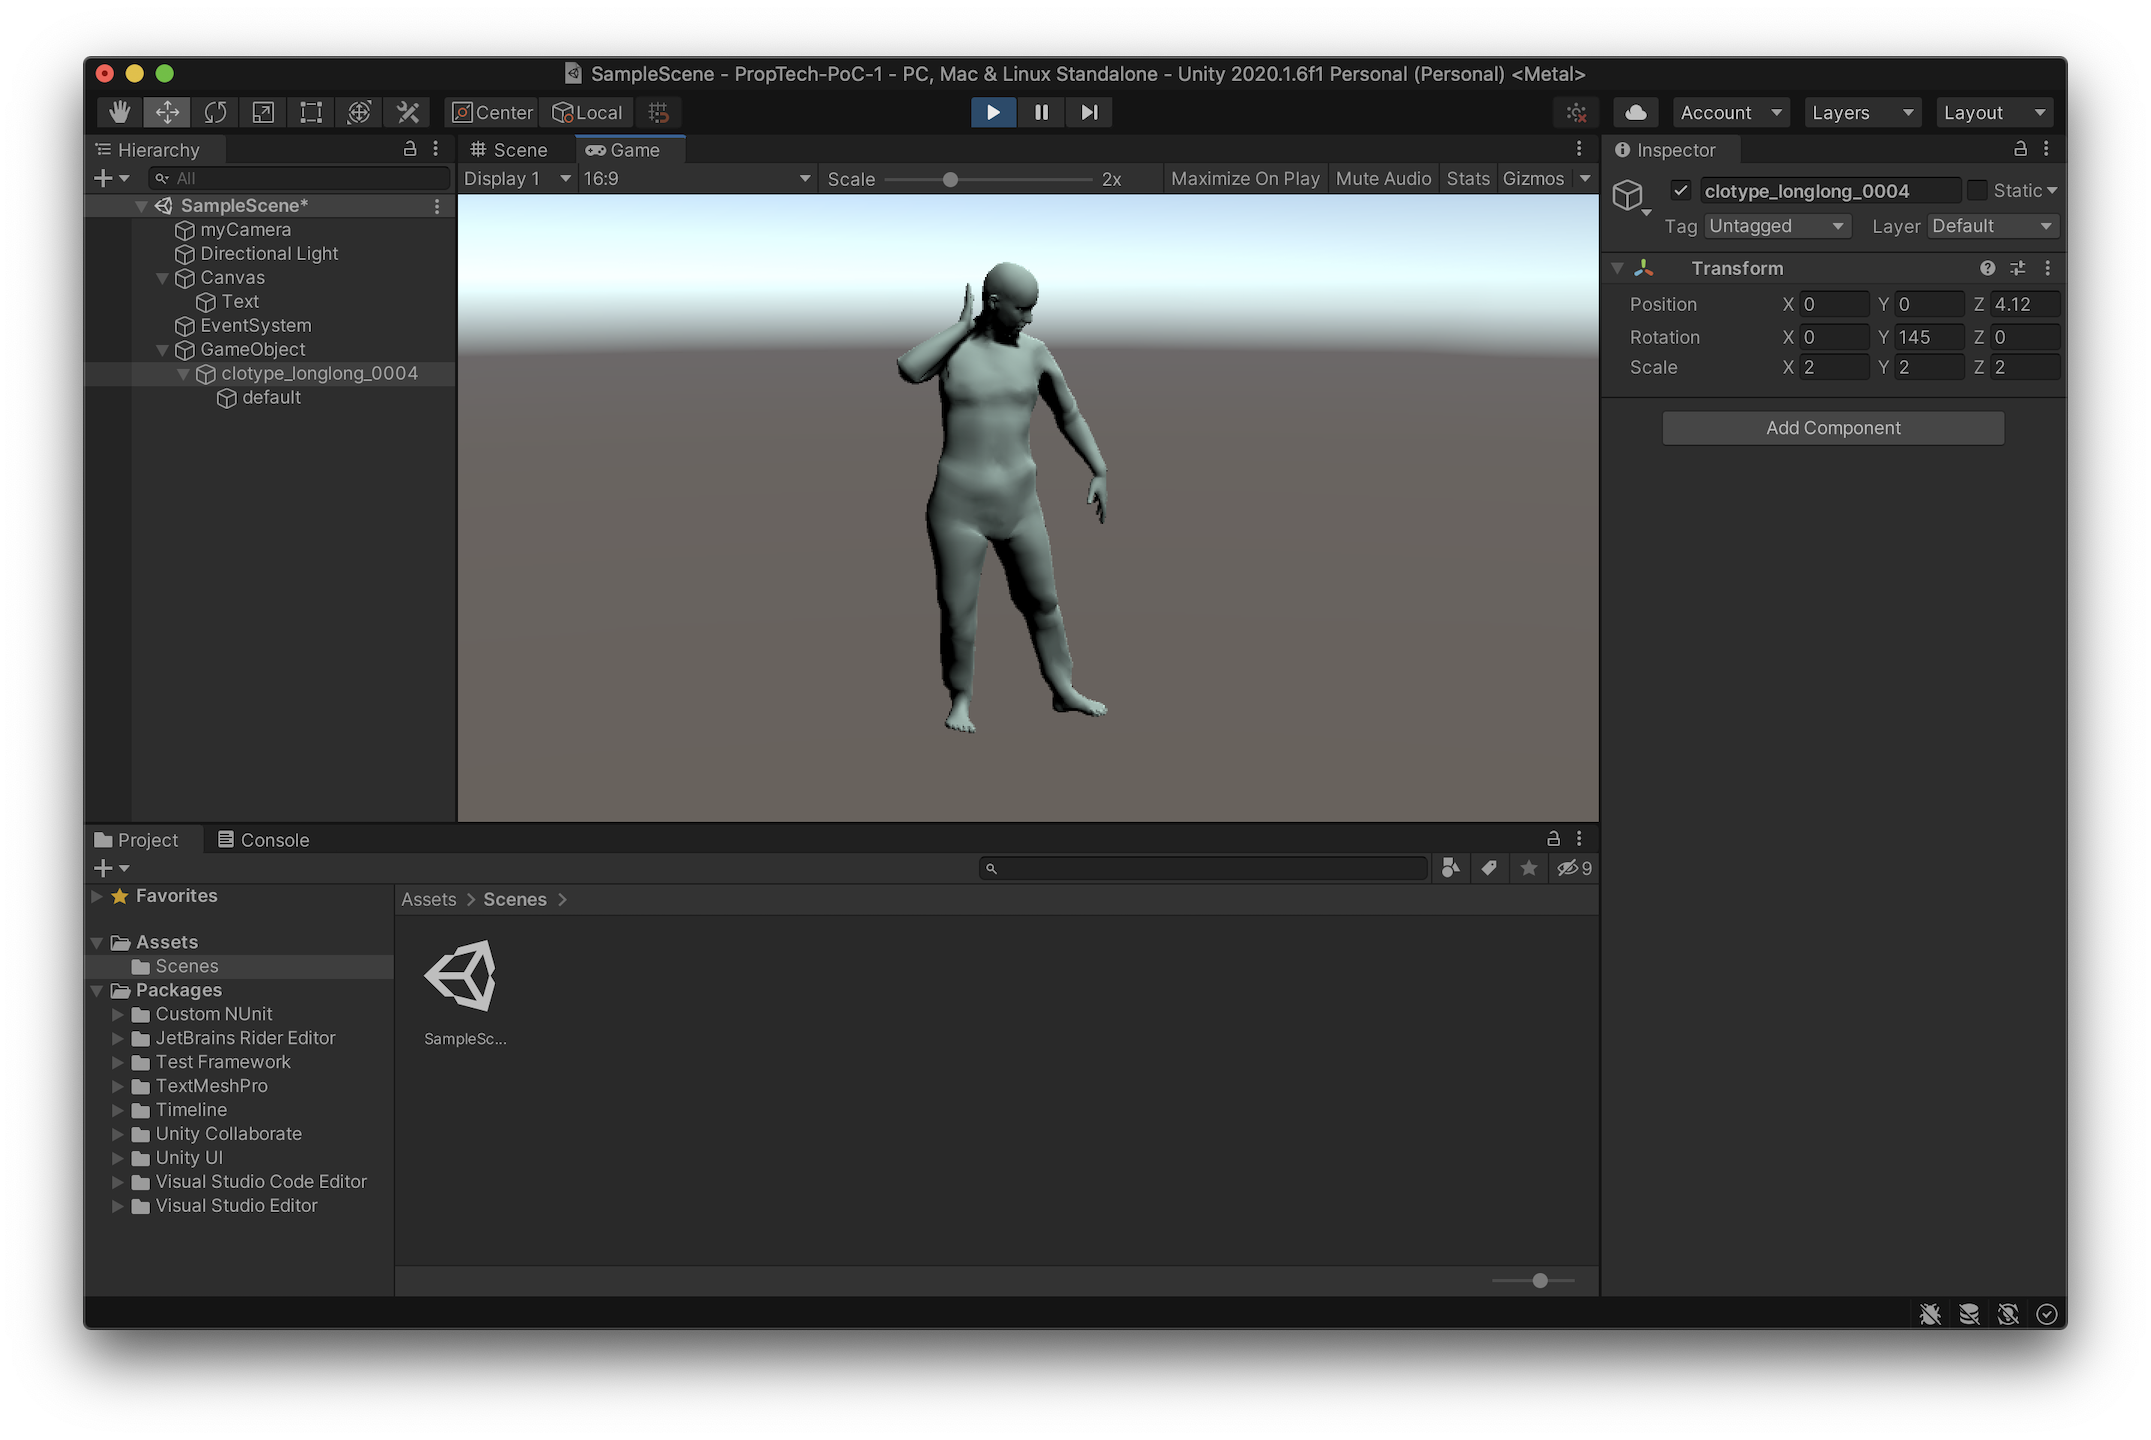 SampleScene - PropTech-PoC-1 - PC, Mac & Linux Standalone - Unity 2020.1.6f1 Personal (Personal) <Metal>
Center Local Account Layers Layout
Hierarchy
All
SampleScene*
myCamera
Directional Light
Canvas
Text
EventSystem
GameObject
clotype_longlong_0004
default
Scene Game
Display 1 16:9 Scale 2x Maximize On Play Mute Audio Stats Gizmos
Inspector
clotype_longlong_0004 Static
Tag Untagged Layer Default
Transform
Position X 0 Y 0 Z 4.12
Rotation X 0 Y 145 Z 0
Scale X 2 Y 2 Z 2
Add Component
Project Console
9
Favorites
Assets
Scenes
Packages
Custom NUnit
JetBrains Rider Editor
Test Framework
TextMeshPro
Timeline
Unity Collaborate
Unity UI
Visual Studio Code Editor
Visual Studio Editor
Assets > Scenes >
SampleSc...